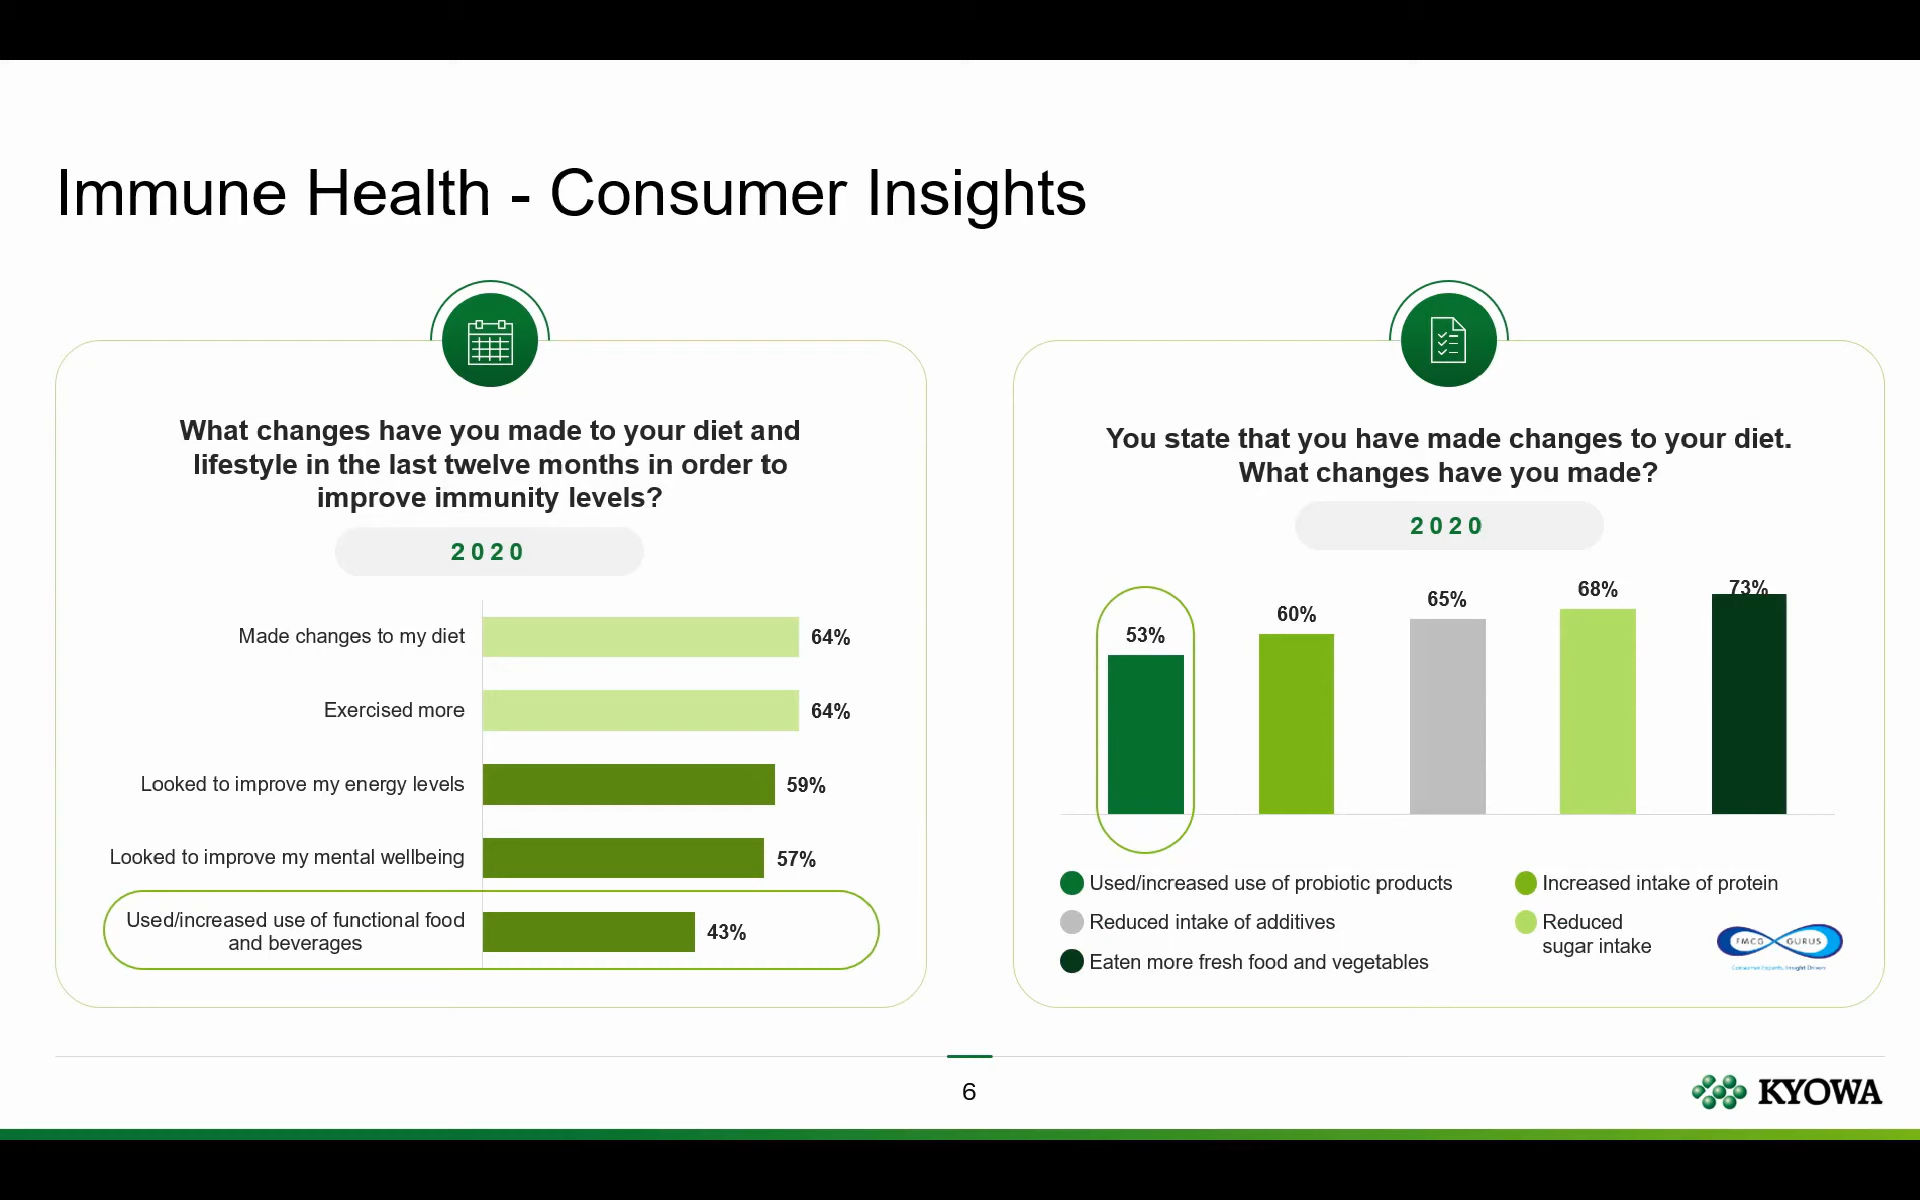 Immune Health - Consumer Insights
What changes have you made to your diet and
lifestyle in the last twelve months in order to
improve immunity levels?
2020
Made changes to my diet
64%
Exercised more
64%
Looked to improve my energy levels
59%
Looked to improve my mental wellbeing
57%
Used/increased use of functional food
and beverages
43%
You state that you have made changes to your diet.
What changes have you made?
2020
53%
60%
65%
68%
73%
Used/increased use of probiotic products
Increased intake of protein
Reduced intake of additives
Reduced
sugar intake
Eaten more fresh food and vegetables
FMCG GURUS
Consumer Experts, Insight Driven
6
KYOWA